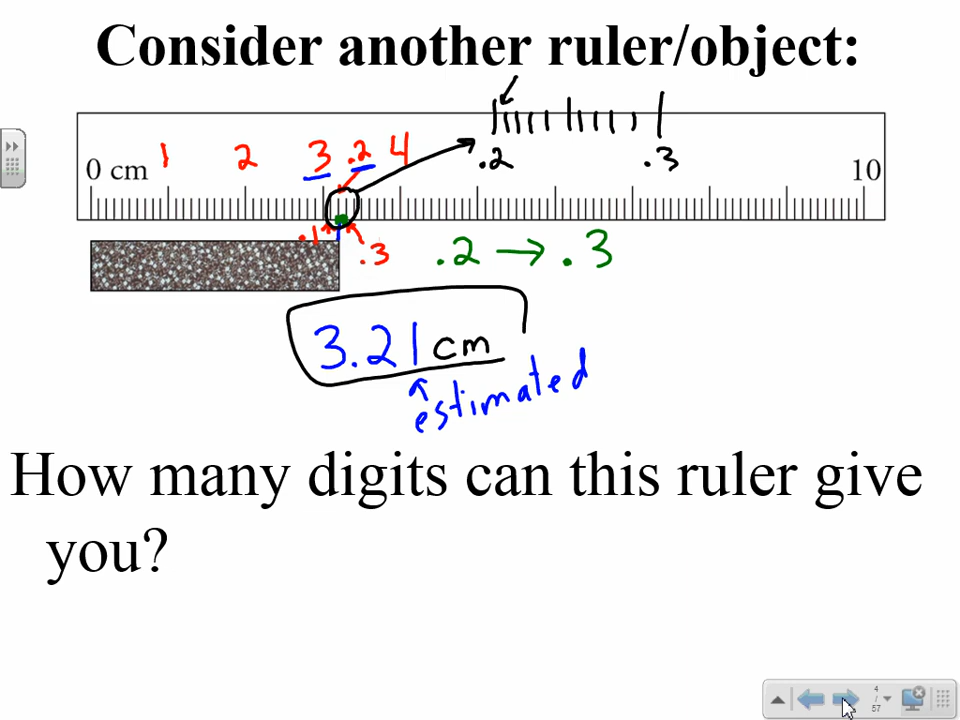 Consider another ruler/object:
.2 .3
0 cm 1 2 3 .2 4 10
.1 .3 .2 → .3
3.21 cm
estimated
How many digits can this ruler give
you?
4
/
57